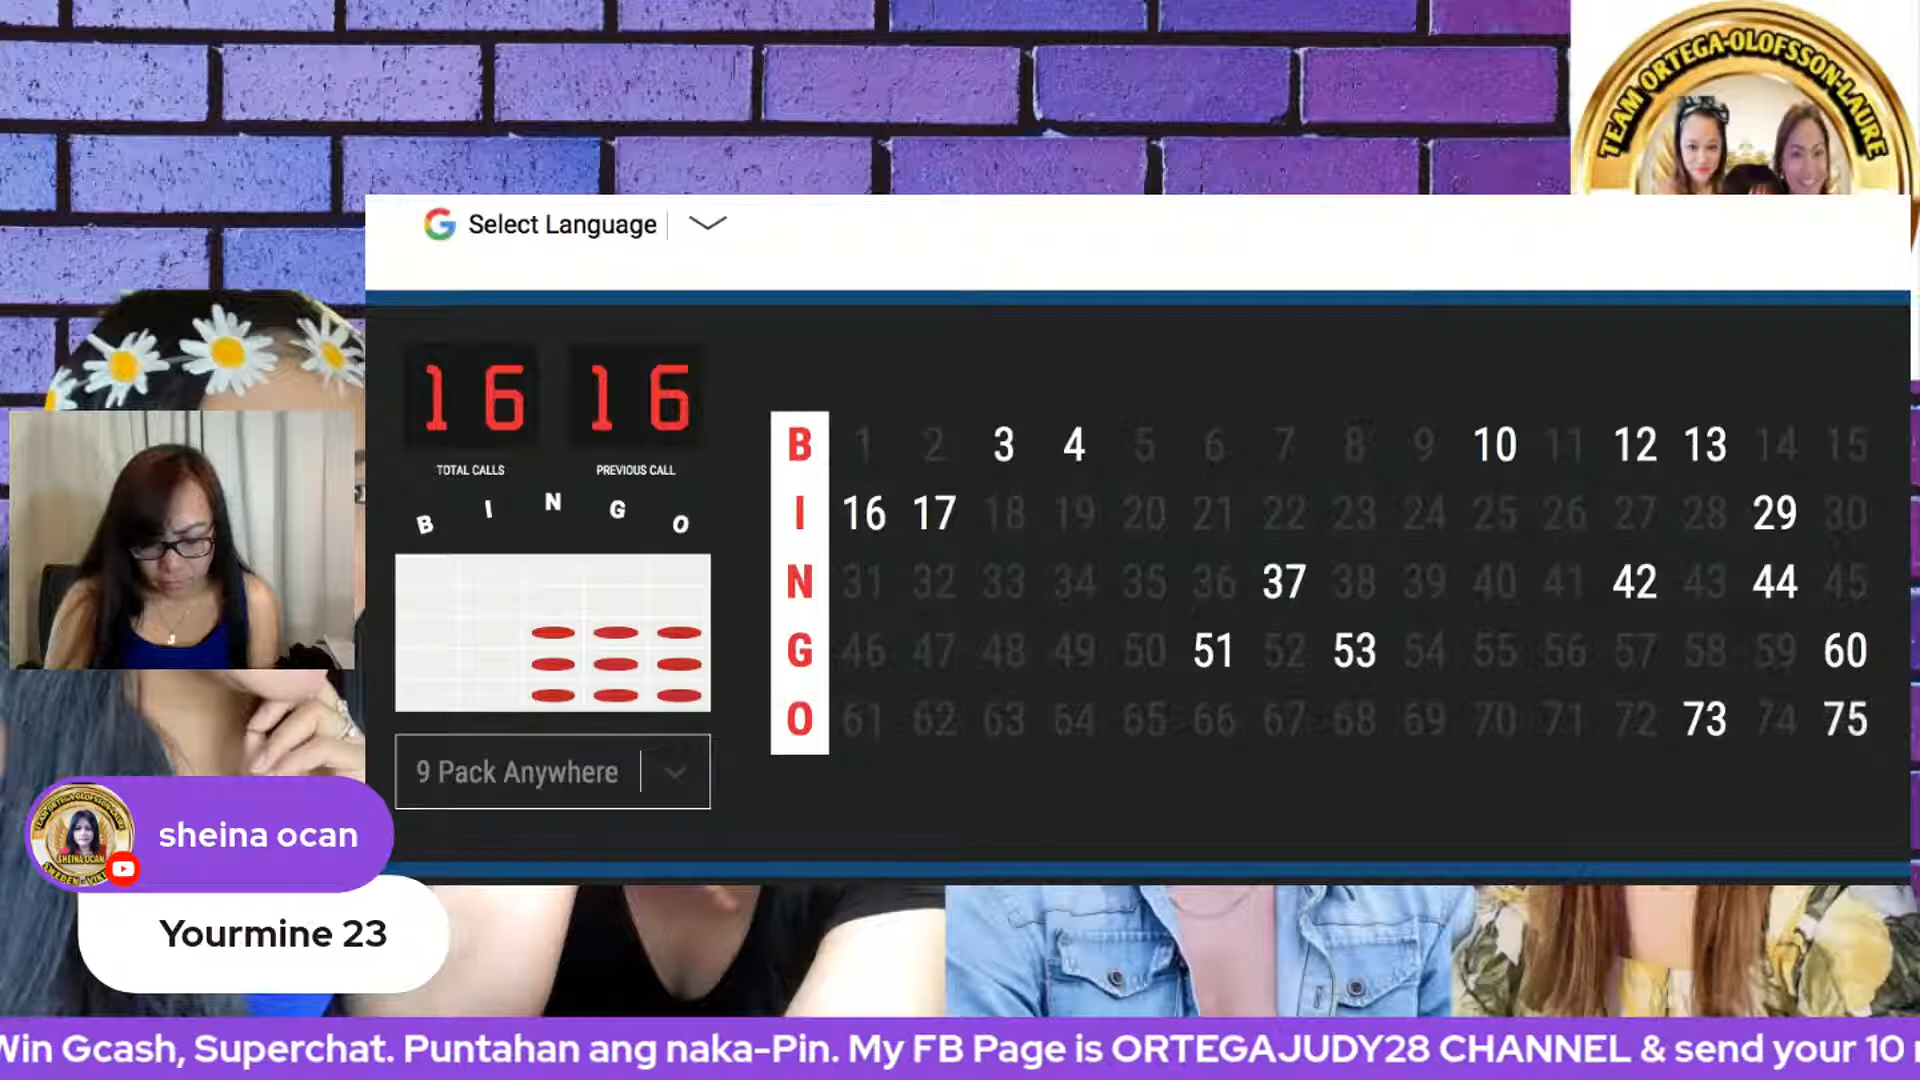 TEAM ORTEGA-OLOFSSON-LAURE
Select Language
16 16
TOTAL CALLS PREVIOUS CALL
B I N G O
B 1 2 3 4 5 6 7 8 9 10 11 12 13 14 15
I 16 17 18 19 20 21 22 23 24 25 26 27 28 29 30
N 31 32 33 34 35 36 37 38 39 40 41 42 43 44 45
G 46 47 48 49 50 51 52 53 54 55 56 57 58 59 60
O 61 62 63 64 65 66 67 68 69 70 71 72 73 74 75
9 Pack Anywhere
SHEINA OCAN
sheina ocan
Yourmine 23
Win Gcash, Superchat. Puntahan ang naka-Pin. My FB Page is ORTEGAJUDY28 CHANNEL & send your 10